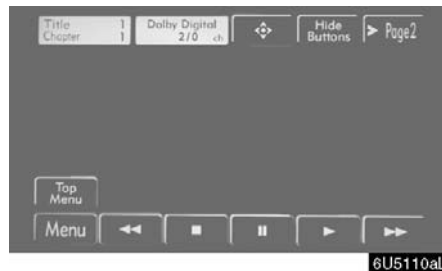 Title 1
Chapter 1
Dolby Digital
2/0 ch
Hide
Buttons
> Page2
Top
Menu
Menu
6U5110aL